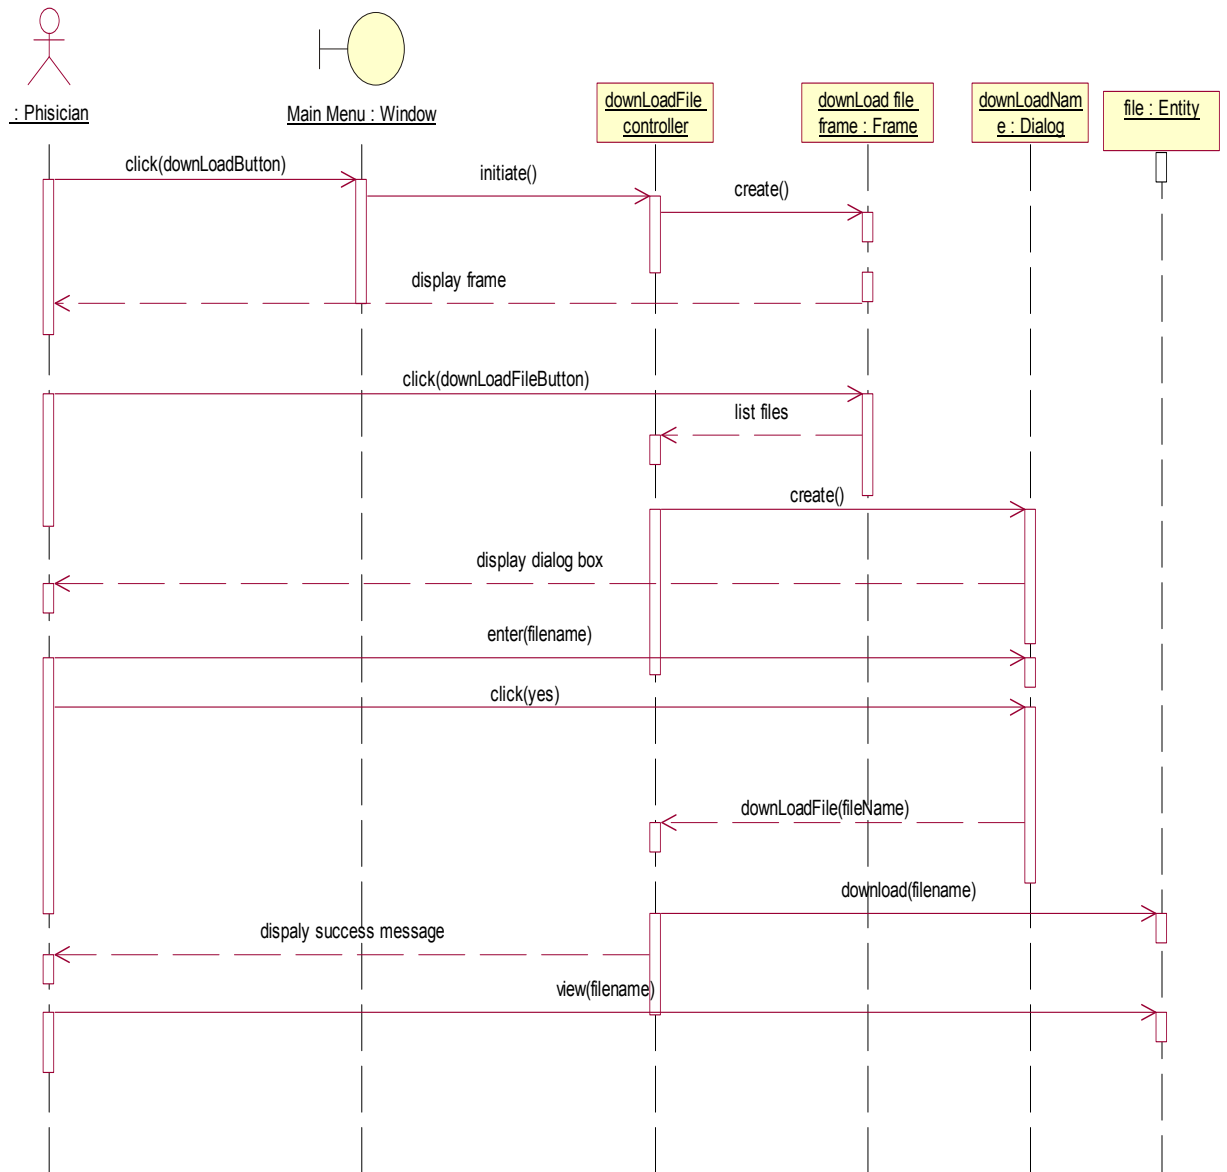 : Phisician
Main Menu : Window
downLoadFile
controller
downLoad file
frame : Frame
downLoadNam
e : Dialog
file : Entity
click(downLoadButton)
initiate()
create()
display frame
click(downLoadFileButton)
list files
create()
display dialog box
enter(filename)
click(yes)
downLoadFile(fileName)
download(filename)
dispaly success message
view(filename)